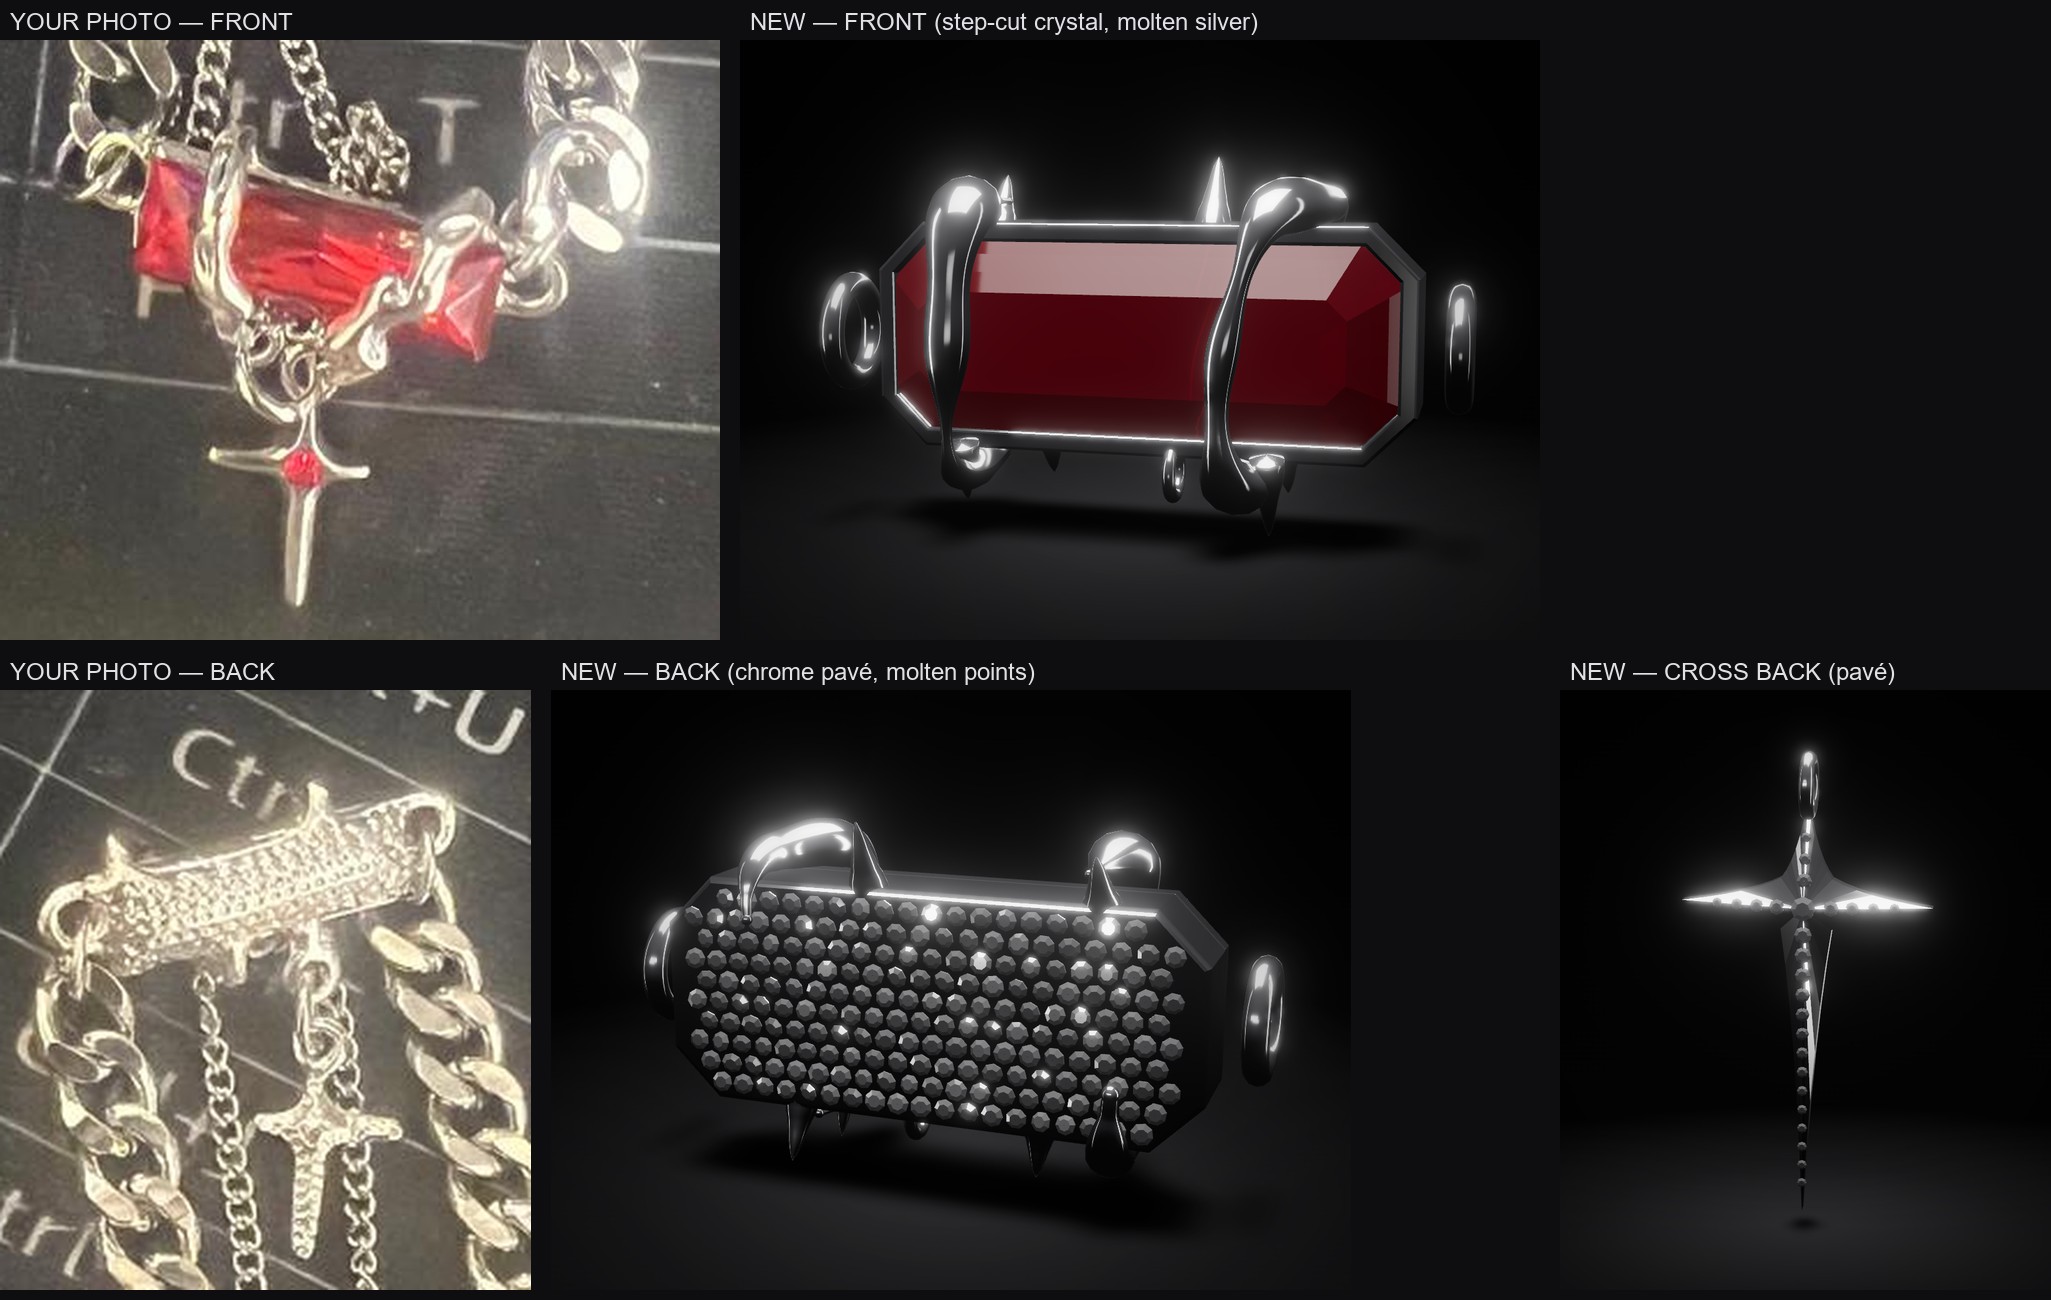 YOUR PHOTO — FRONT
NEW — FRONT (step-cut crystal, molten silver)
T
YOUR PHOTO — BACK
NEW — BACK (chrome pavé, molten points)
NEW — CROSS BACK (pavé)
+U
Ctr